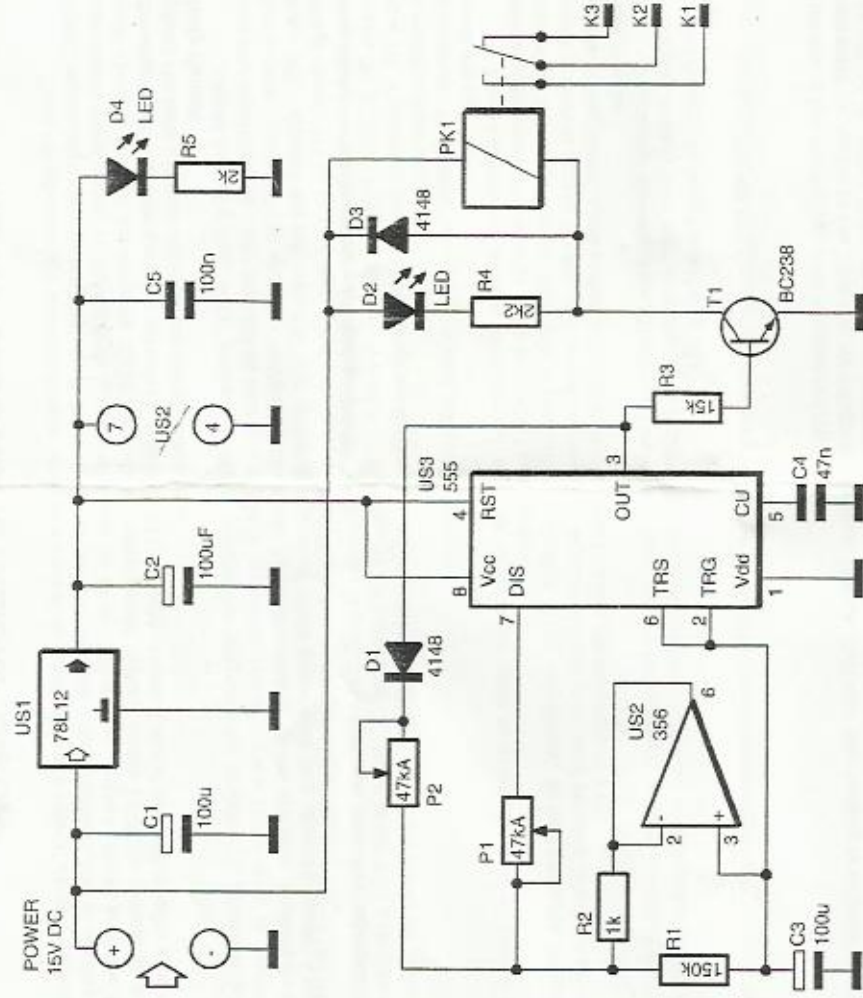 POWER
15V DC
+
-
C1
100u
US1
78L12
C2
100uF
7
US2
4
C5
100n
D4
LED
R5
2k
P2
47kA
D1
4148
US3
555
8
Vcc
4
RST
7
DIS
3
OUT
6
TRS
2
TRG
1
Vdd
5
CU
C4
47n
P1
47kA
R2
1k
R1
150k
C3
100u
US2
356
2
-
3
+
6
R3
15k
T1
BC238
D2
LED
R4
2K2
D3
4148
PK1
K3
K2
K1